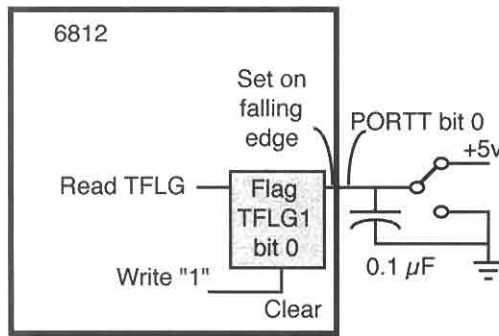 6812
Set on
falling
edge
PORTT bit 0
+5v
Read TFLG
Flag
TFLG1
bit 0
Write "1"
Clear
0.1 µF